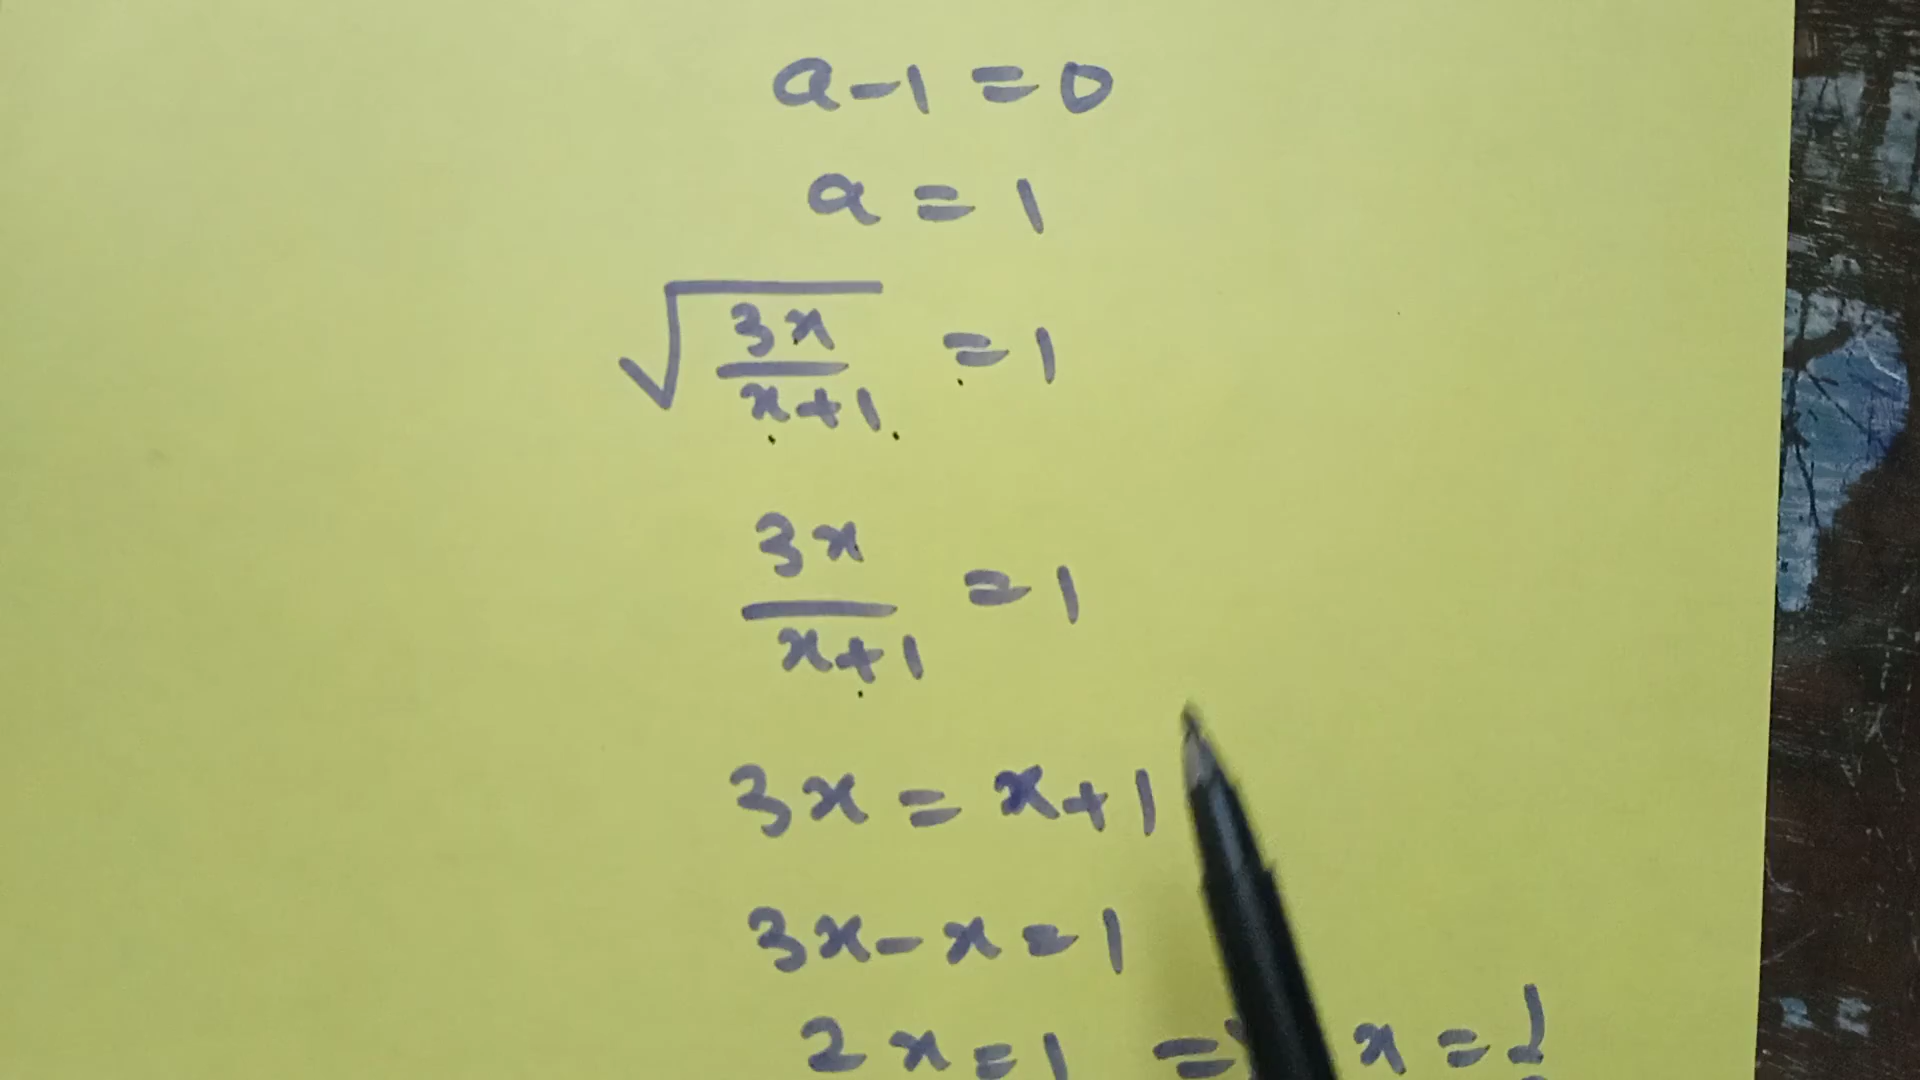 a-1=0
a=1
√(3x/(x+1)) =1
3x/(x+1) =1
3x=x+1
3x-x=1
2x=1 => x=1/